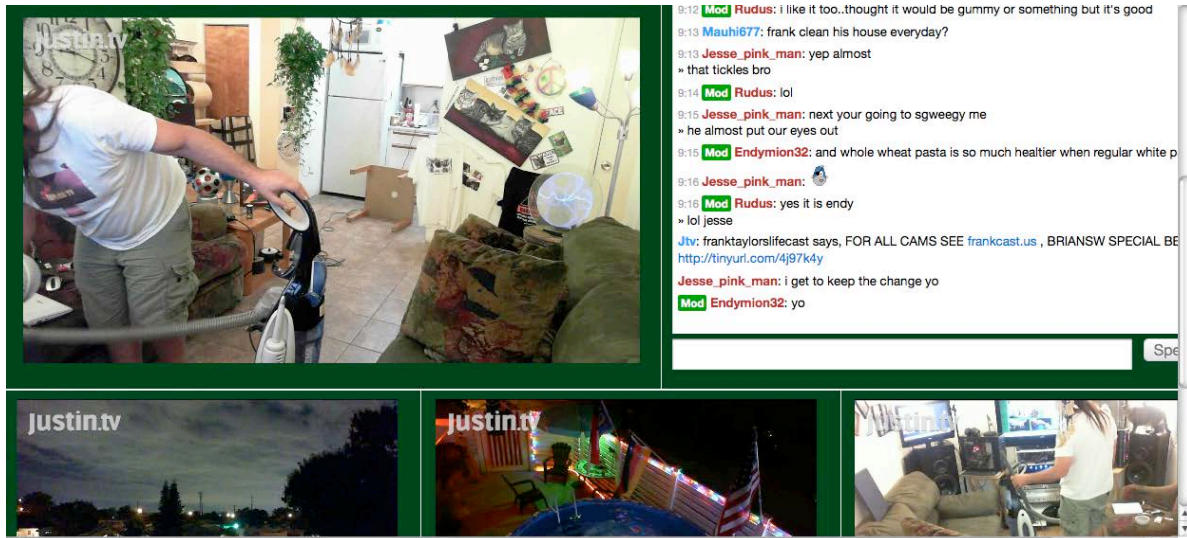 Justin.tv
9:12 Mod Rudus: i like it too..thought it would be gummy or something but it's good
9:13 Mauhi677: frank clean his house everyday?
9:13 Jesse_pink_man: yep almost
» that tickles bro
9:14 Mod Rudus: lol
9:15 Jesse_pink_man: next your going to sgweegy me
» he almost put our eyes out
9:15 Mod Endymion32: and whole wheat pasta is so much healtier when regular white p
9:16 Jesse_pink_man:
9:16 Mod Rudus: yes it is endy
» lol jesse
Jtv: franktaylorslifecast says, FOR ALL CAMS SEE frankcast.us , BRIANSW SPECIAL BE
http://tinyurl.com/4j97k4y
Jesse_pink_man: i get to keep the change yo
Mod Endymion32: yo
Spe
Justin.tv
Justin.tv
Justin.tv